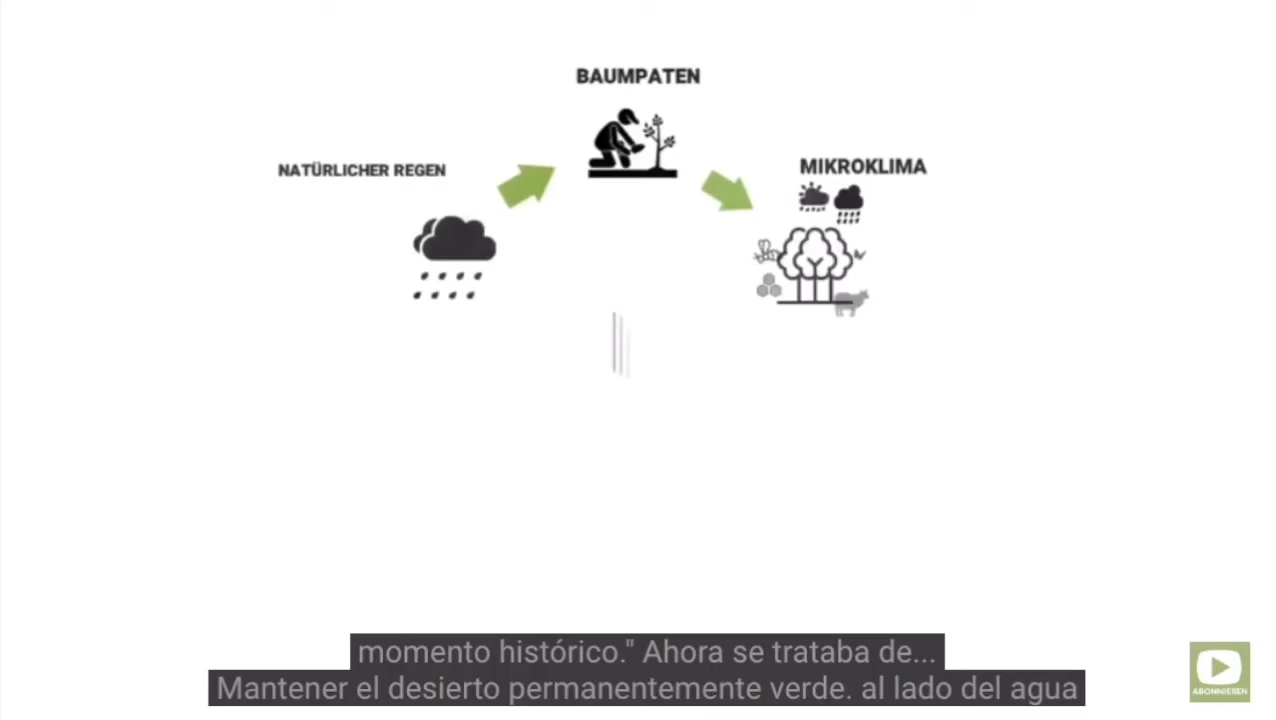 BAUMPATEN
NATÜRLICHER REGEN
MIKROKLIMA
momento histórico." Ahora se trataba de...
Mantener el desierto permanentemente verde. al lado del agua
ABONNIEREN